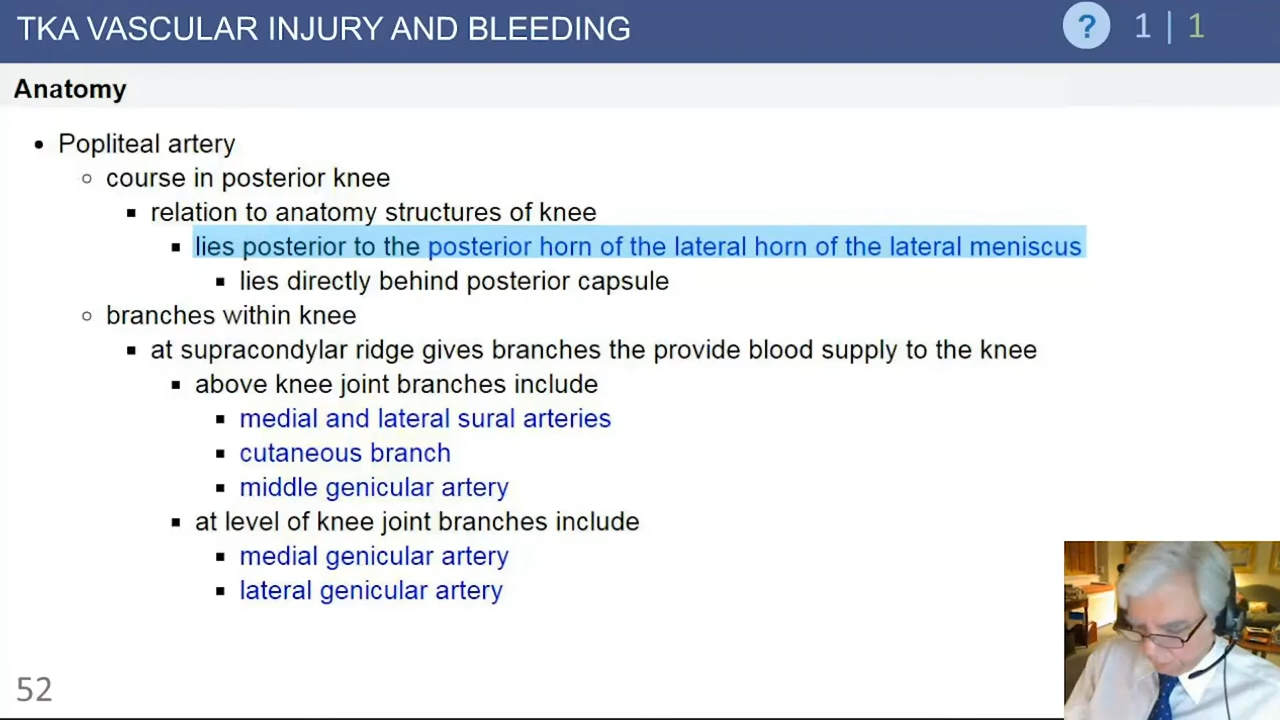 TKA VASCULAR INJURY AND BLEEDING
? 1 | 1
Anatomy
Popliteal artery
course in posterior knee
relation to anatomy structures of knee
lies posterior to the posterior horn of the lateral horn of the lateral meniscus
lies directly behind posterior capsule
branches within knee
at supracondylar ridge gives branches the provide blood supply to the knee
above knee joint branches include
medial and lateral sural arteries
cutaneous branch
middle genicular artery
at level of knee joint branches include
medial genicular artery
lateral genicular artery
52